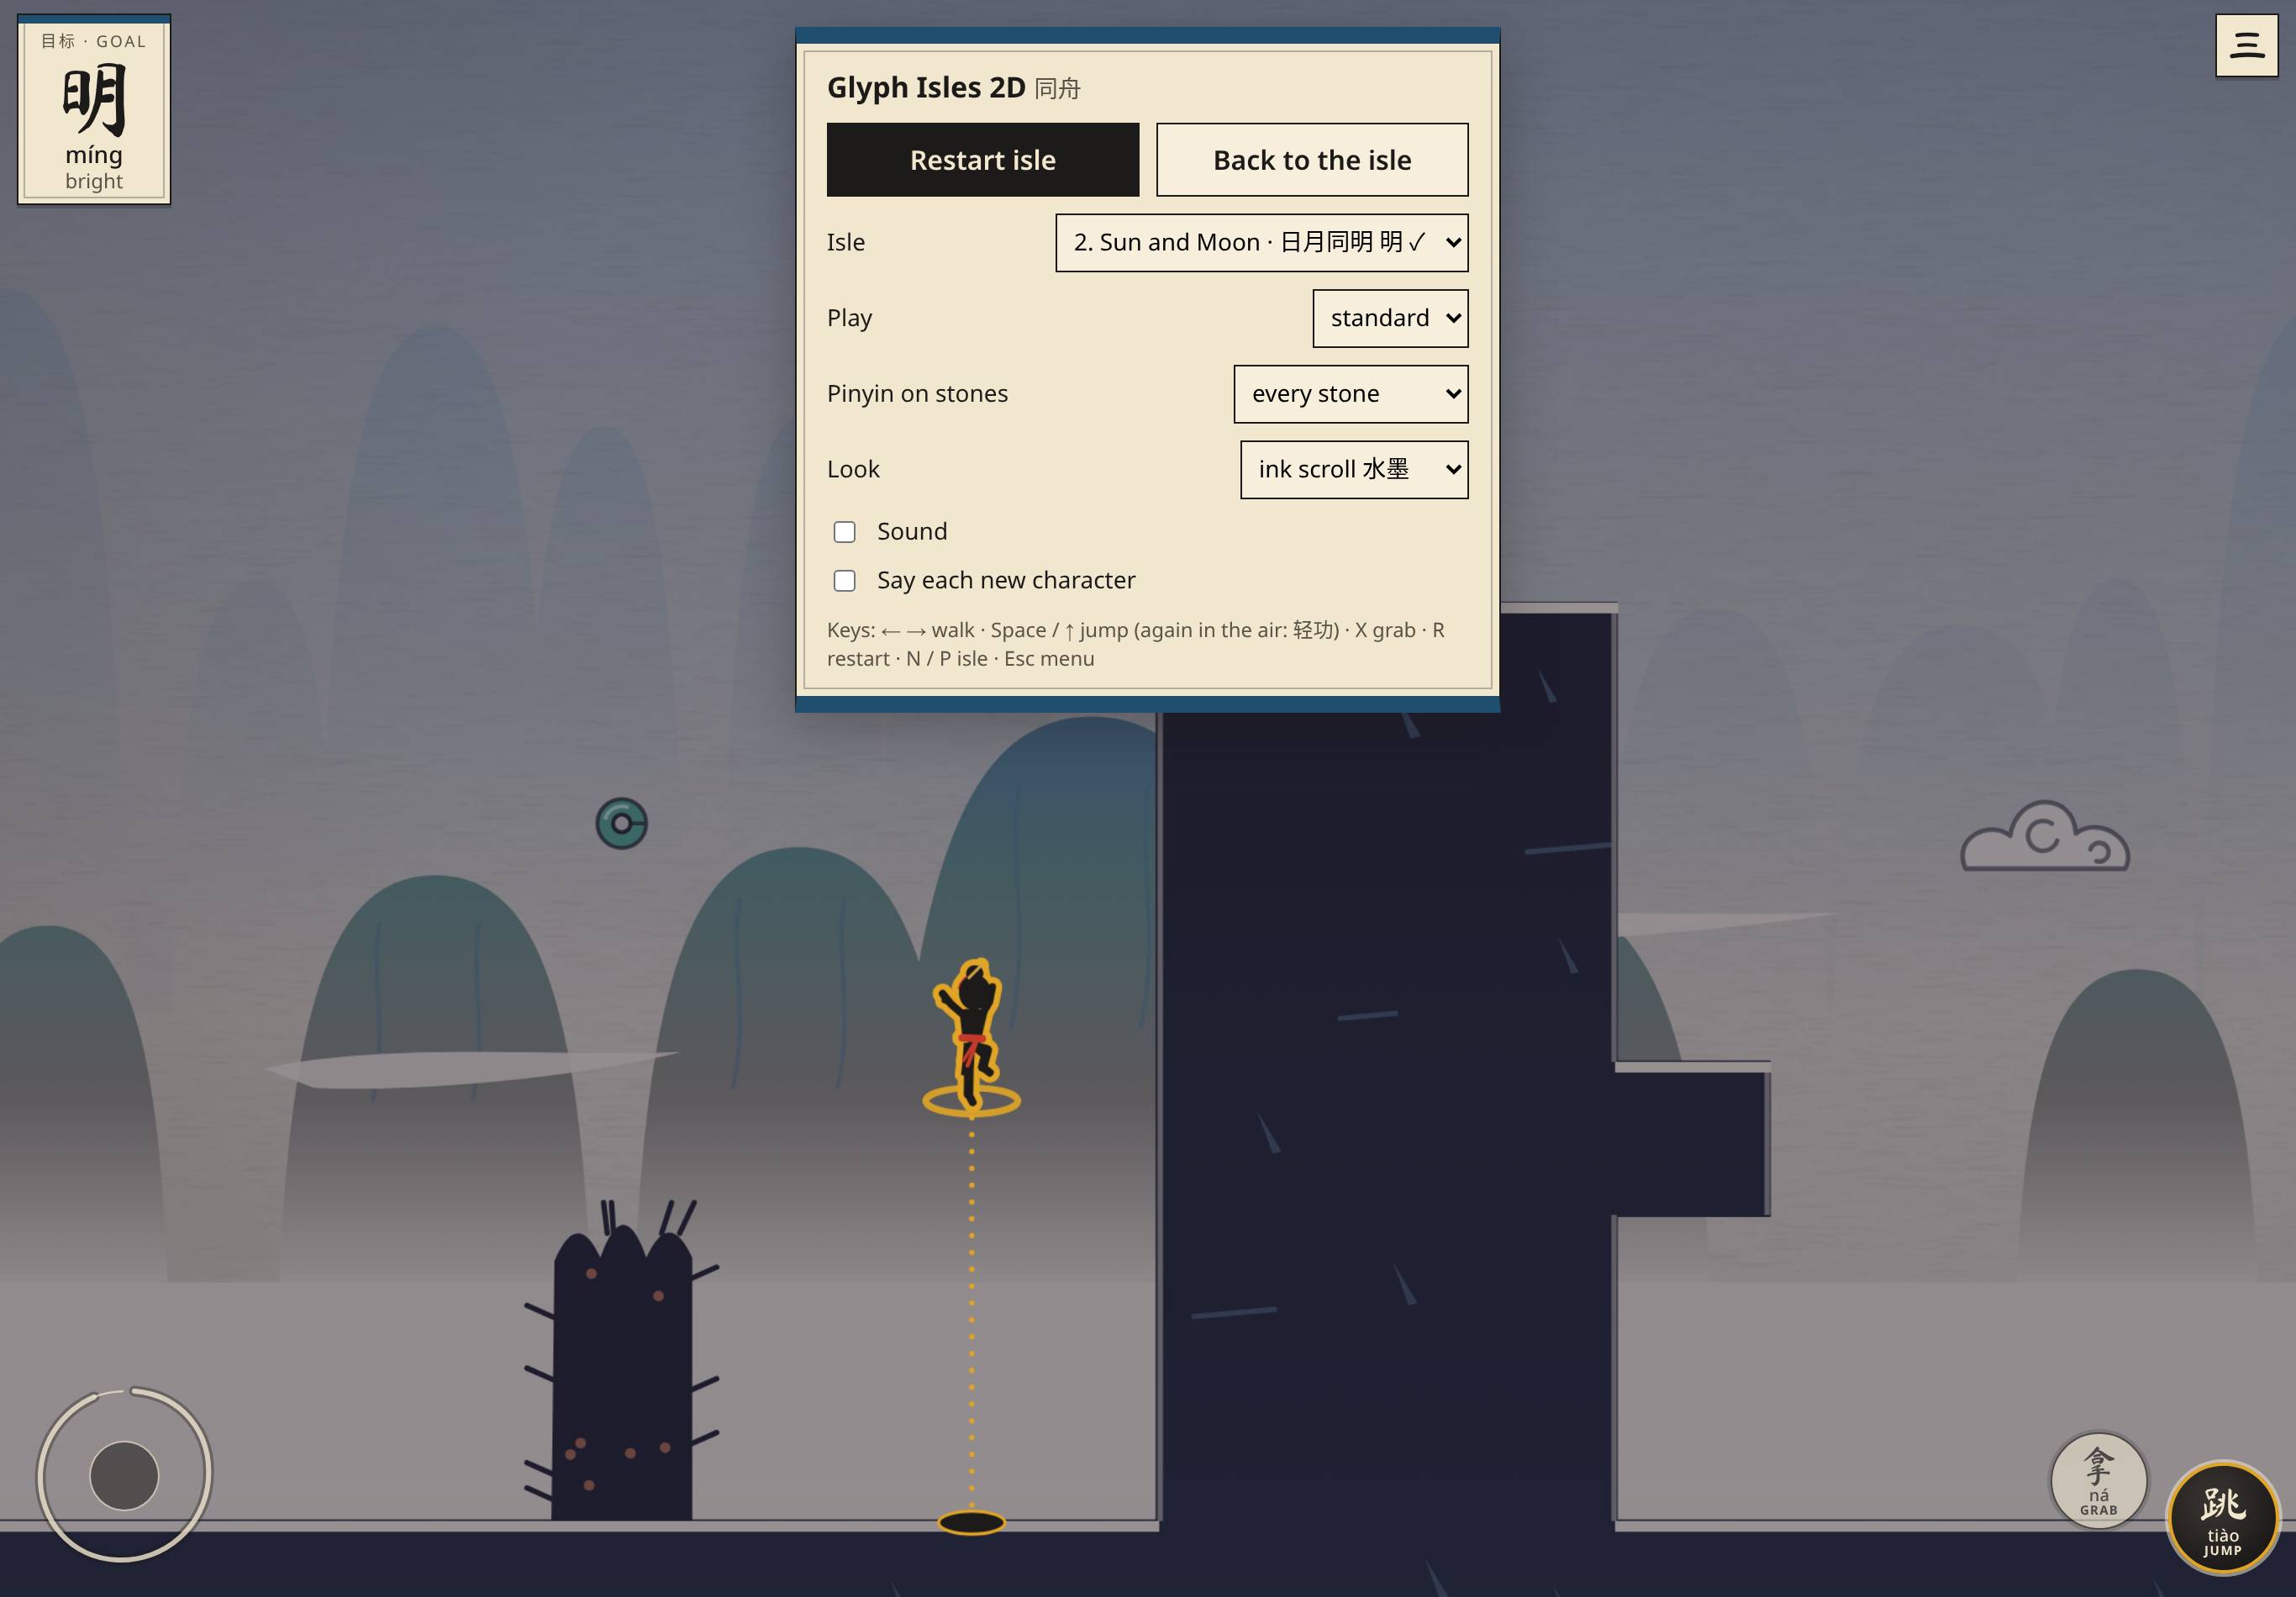 目标 · GOAL
明
míng
bright
三
Glyph Isles 2D 同舟
Restart isle
Back to the isle
Isle
2. Sun and Moon · 日月同明 明 ✓
Play
standard
Pinyin on stones
every stone
Look
ink scroll 水墨
Sound
Say each new character
Keys: ← → walk · Space / ↑ jump (again in the air: 轻功) · X grab · R
restart · N / P isle · Esc menu
拿
ná
GRAB
跳
tiào
JUMP